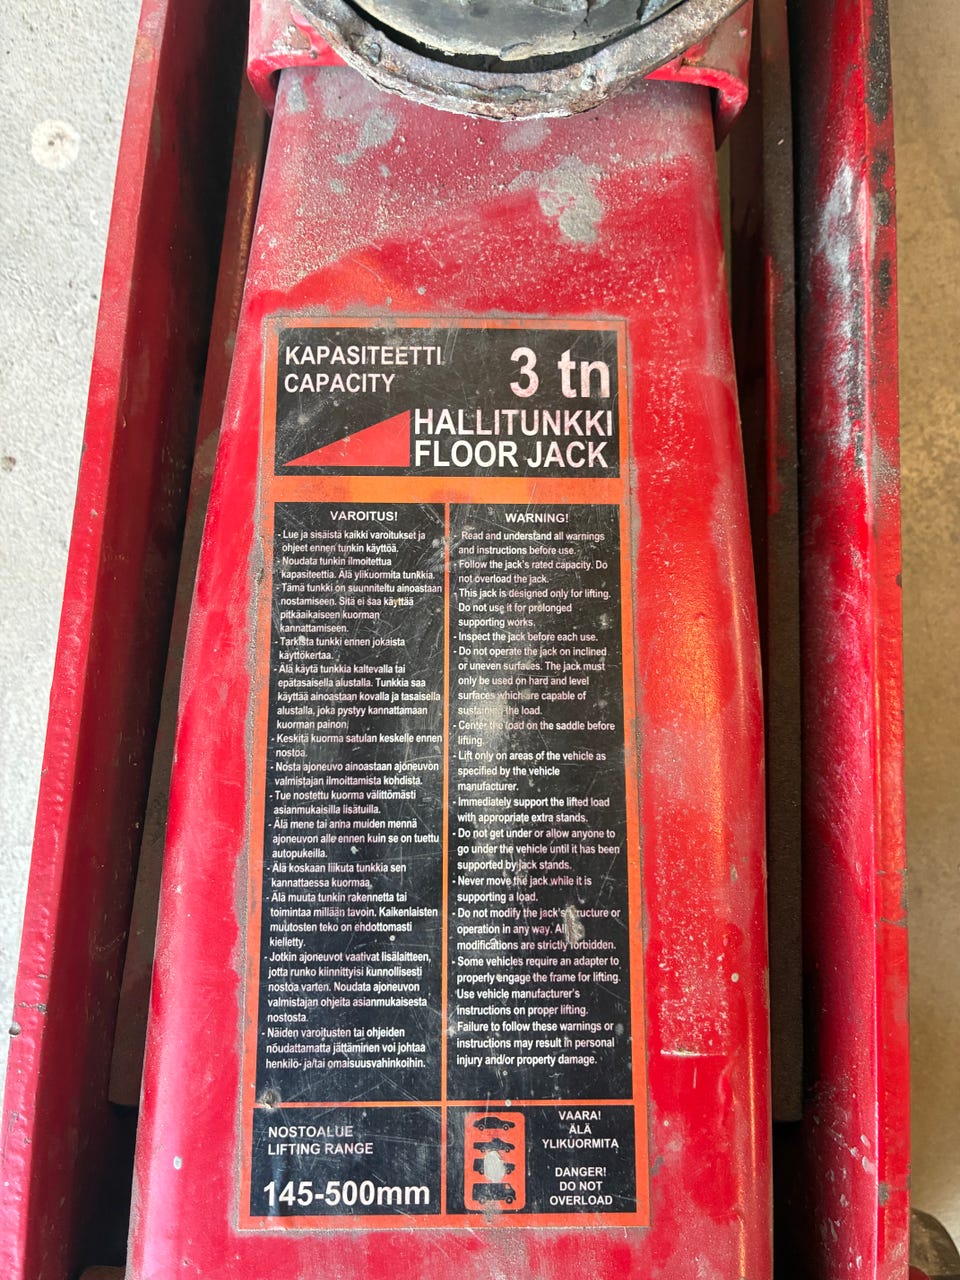 KAPASITEETTI
CAPACITY
3 tn
HALLITUNKKI
FLOOR JACK
VAROITUS!
- Lue ja sisäistä kaikki varoitukset ja
ohjeet ennen tunkin käyttöä.
- Noudata tunkin ilmoitettua
kapasiteettia. Älä ylikuormita tunkkia.
- Tämä tunkki on suunniteltu ainoastaan
nostamiseen. Sitä ei saa käyttää
pitkäaikaiseen kuorman
kannattamiseen.
- Tarkista tunkki ennen jokaista
käyttökertaa.
- Älä käytä tunkkia kaltevalla tai
epätasaisella alustalla. Tunkkia saa
käyttää ainoastaan kovalla ja tasaisella
alustalla, joka pystyy kannattamaan
kuorman painon.
- Keskitä kuorma satulan keskelle ennen
nostoa.
- Nosta ajoneuvo ainoastaan ajoneuvon
valmistajan ilmoittamista kohdista.
- Tue nostettu kuorma välittömästi
asianmukaisilla lisätuilla.
- Älä mene tai anna muiden mennä
ajoneuvon alle ennen kuin se on tuettu
autopukeilla.
- Älä koskaan liikuta tunkkia sen
kannattaessa kuormaa.
- Älä muuta tunkin rakennetta tai
toimintaa millään tavoin. Kaikenlaisten
muutosten teko on ehdottomasti
kielletty.
- Jotkin ajoneuvot vaativat lisälaitteen,
jotta runko kiinnittyisi kunnollisesti
nostoa varten. Noudata ajoneuvon
valmistajan ohjeita asianmukaisesta
nostosta.
- Näiden varoitusten tai ohjeiden
noudattamatta jättäminen voi johtaa
henkilö- ja/tai omaisuusvahinkoihin.
WARNING!
- Read and understand all warnings
and instructions before use.
- Follow the jack's rated capacity. Do
not overload the jack.
- This jack is designed only for lifting.
Do not use it for prolonged
supporting works.
- Inspect the jack before each use.
- Do not operate the jack on inclined
or uneven surfaces. The jack must
only be used on hard and level
surfaces which are capable of
sustaining the load.
- Center the load on the saddle before
lifting.
- Lift only on areas of the vehicle as
specified by the vehicle
manufacturer.
- Immediately support the lifted load
with appropriate extra stands.
- Do not get under or allow anyone to
go under the vehicle until it has been
supported by jack stands.
- Never move the jack while it is
supporting a load.
- Do not modify the jack's structure or
operation in any way. All
modifications are strictly forbidden.
- Some vehicles require an adapter to
properly engage the frame for lifting.
Use vehicle manufacturer's
instructions on proper lifting.
Failure to follow these warnings or
instructions may result in personal
injury and/or property damage.
NOSTOALUE
LIFTING RANGE
145-500mm
VAARA!
ÄLÄ
YLIKUORMITA
DANGER!
DO NOT
OVERLOAD